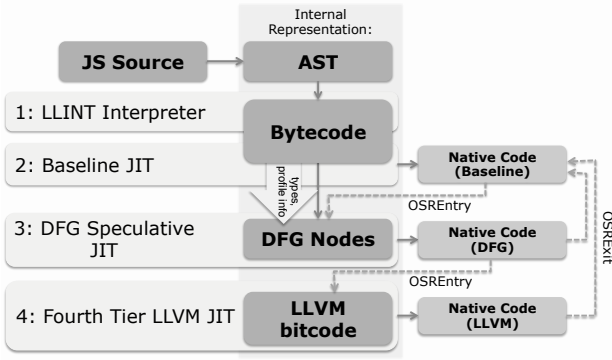 Internal
Representation:
JS Source
AST
1: LLINT Interpreter
Bytecode
2: Baseline JIT
Native Code
(Baseline)
types,
profile info
OSREntry
3: DFG Speculative
JIT
DFG Nodes
Native Code
(DFG)
OSRExit
OSREntry
4: Fourth Tier LLVM JIT
LLVM
bitcode
Native Code
(LLVM)